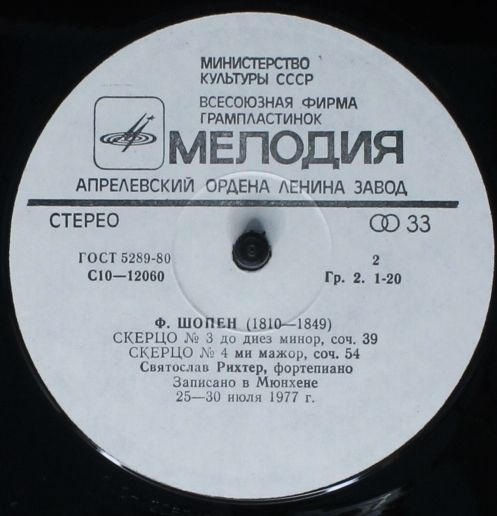 МИНИСТЕРСТВО
КУЛЬТУРЫ СССР
ВСЕСОЮЗНАЯ ФИРМА
ГРАМПЛАСТИНОК
МЕЛОДИЯ
АПРЕЛЕВСКИЙ ОРДЕНА ЛЕНИНА ЗАВОД
СТЕРЕО 33
ГОСТ 5289-80 2
С10—12060 Гр. 2. 1-20
Ф. ШОПЕН (1810—1849)
СКЕРЦО № 3 до диез минор, соч. 39
СКЕРЦО № 4 ми мажор, соч. 54
Святослав Рихтер, фортепиано
Записано в Мюнхене
25—30 июля 1977 г.